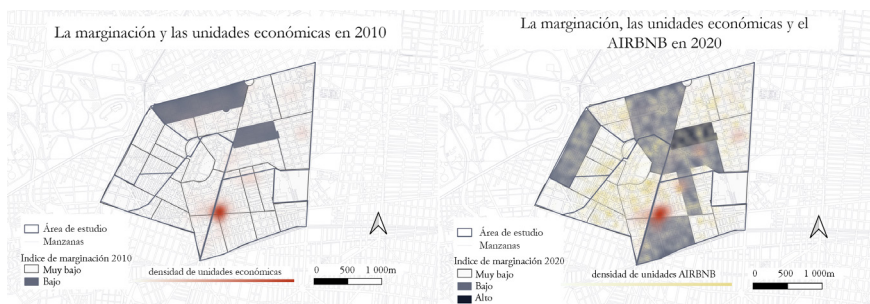 La marginación y las unidades económicas en 2010
Área de estudio
Manzanas
Indice de marginación 2010
Muy bajo
Bajo
densidad de unidades económicas
0 500 1 000m
La marginación, las unidades económicas y el
AIRBNB en 2020
Área de estudio
Manzanas
Indice de marginación 2020
Muy bajo
Bajo
Alto
densidad de unidades AIRBNB
0 500 1 000m